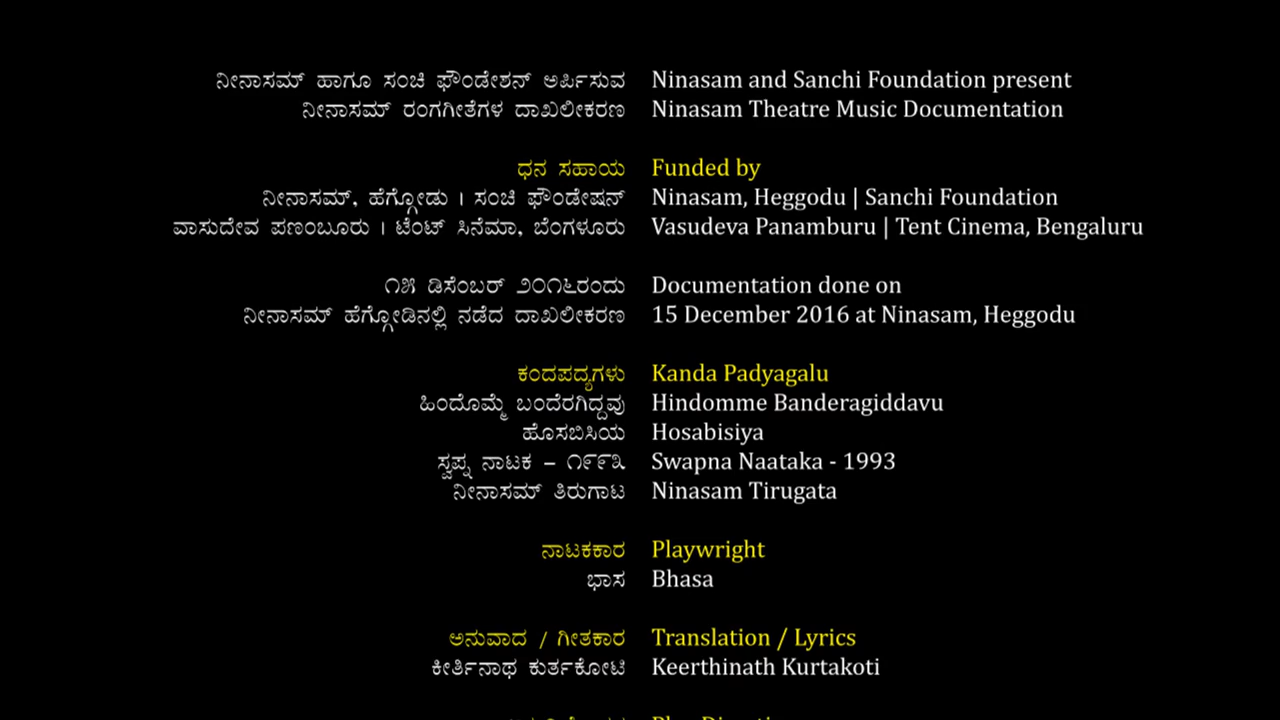 ನೀನಾಸಮ್ ಹಾಗೂ ಸಂಚಿ ಫೌಂಡೇಶನ್ ಅರ್ಪಿಸುವ Ninasam and Sanchi Foundation present
ನೀನಾಸಮ್ ರಂಗಗೀತೆಗಳ ದಾಖಲೀಕರಣ Ninasam Theatre Music Documentation
ಧನ ಸಹಾಯ Funded by
ನೀನಾಸಮ್, ಹೆಗ್ಗೋಡು | ಸಂಚಿ ಫೌಂಡೇಷನ್ Ninasam, Heggodu | Sanchi Foundation
ವಾಸುದೇವ ಪಣಂಬೂರು | ಟೆಂಟ್ ಸಿನೆಮಾ, ಬೆಂಗಳೂರು Vasudeva Panamburu | Tent Cinema, Bengaluru
೧೫ ಡಿಸೆಂಬರ್ ೨೦೧೬ರಂದು Documentation done on
ನೀನಾಸಮ್ ಹೆಗ್ಗೋಡಿನಲ್ಲಿ ನಡೆದ ದಾಖಲೀಕರಣ 15 December 2016 at Ninasam, Heggodu
ಕಂದಪದ್ಯಗಳು Kanda Padyagalu
ಹಿಂದೊಮ್ಮೆ ಬಂದೆರಗಿದ್ದವು Hindomme Banderagiddavu
ಹೊಸಬಿಸಿಯ Hosabisiya
ಸ್ವಪ್ನ ನಾಟಕ – ೧೯೯೩ Swapna Naataka - 1993
ನೀನಾಸಮ್ ತಿರುಗಾಟ Ninasam Tirugata
ನಾಟಕಕಾರ Playwright
ಭಾಸ Bhasa
ಅನುವಾದ / ಗೀತಕಾರ Translation / Lyrics
ಕೀರ್ತಿನಾಥ ಕುರ್ತಕೋಟಿ Keerthinath Kurtakoti